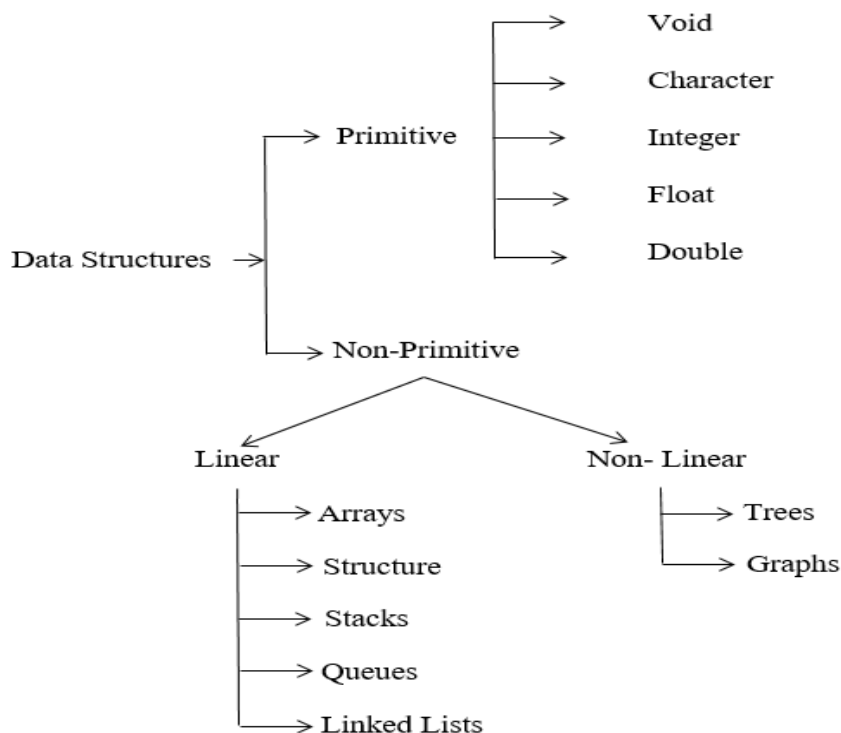 Void
Character
Primitive
Integer
Float
Data Structures
Double
Non-Primitive
Linear
Non- Linear
Arrays
Trees
Structure
Graphs
Stacks
Queues
Linked Lists